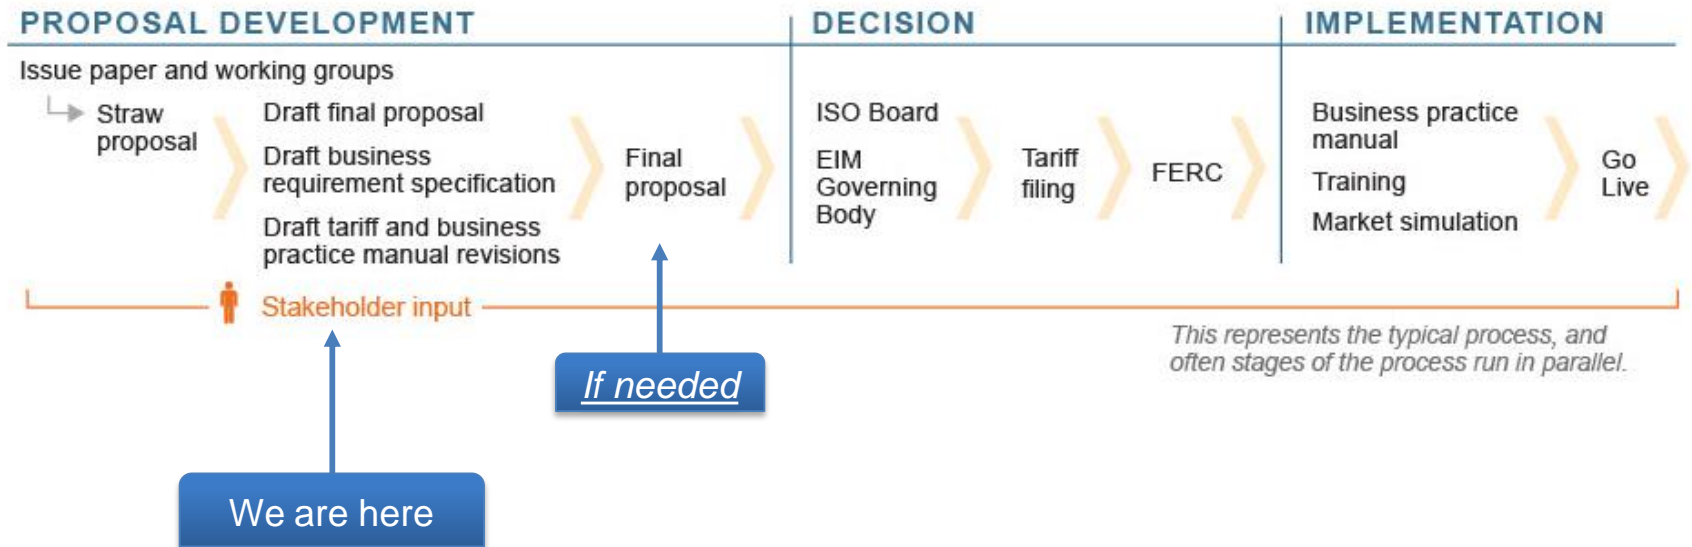 PROPOSAL DEVELOPMENT
DECISION
IMPLEMENTATION
Issue paper and working groups
Straw
proposal
Draft final proposal
Draft business
requirement specification
Draft tariff and business
practice manual revisions
Final
proposal
ISO Board
EIM
Governing
Body
Tariff
filing
FERC
Business practice
manual
Training
Market simulation
Go
Live
Stakeholder input
This represents the typical process, and
often stages of the process run in parallel.
If needed
We are here